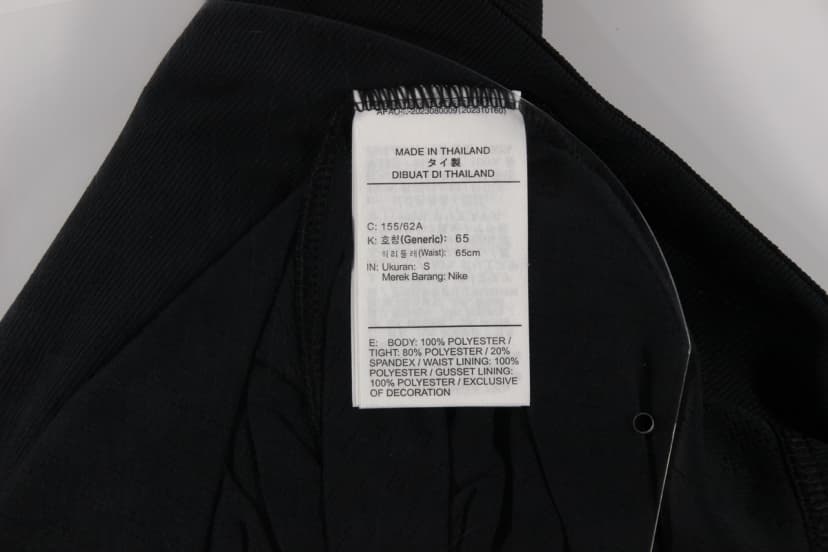 MADE IN THAILAND
タイ製
DIBUAT DI THAILAND
C: 155/62A
K: 호칭(Generic): 65
허리둘레(Waist): 65cm
IN: Ukuran: S
Merek Barang: Nike
E: BODY: 100% POLYESTER /
TIGHT: 80% POLYESTER / 20%
SPANDEX / WAIST LINING: 100%
POLYESTER / GUSSET LINING:
100% POLYESTER / EXCLUSIVE
OF DECORATION